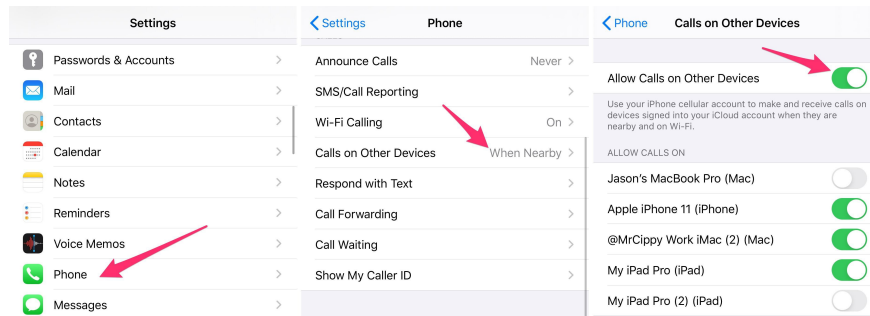 Settings
Passwords & Accounts
Mail
Contacts
Calendar
Notes
Reminders
Voice Memos
Phone
Messages
Settings
Phone
Announce Calls
Never
SMS/Call Reporting
Wi-Fi Calling
On
Calls on Other Devices
When Nearby
Respond with Text
Call Forwarding
Call Waiting
Show My Caller ID
Phone
Calls on Other Devices
Allow Calls on Other Devices
Use your iPhone cellular account to make and receive calls on
devices signed into your iCloud account when they are
nearby and on Wi-Fi.
ALLOW CALLS ON
Jason's MacBook Pro (Mac)
Apple iPhone 11 (iPhone)
@MrCippy Work iMac (2) (Mac)
My iPad Pro (iPad)
My iPad Pro (2) (iPad)